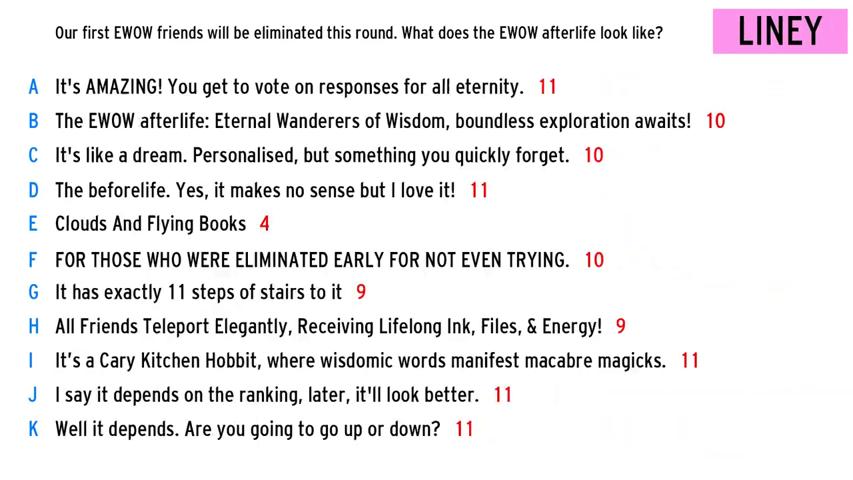 Our first EWOW friends will be eliminated this round. What does the EWOW afterlife look like?
LINEY
A It's AMAZING! You get to vote on responses for all eternity. 11
B The EWOW afterlife: Eternal Wanderers of Wisdom, boundless exploration awaits! 10
C It's like a dream. Personalised, but something you quickly forget. 10
D The beforelife. Yes, it makes no sense but I love it! 11
E Clouds And Flying Books 4
F FOR THOSE WHO WERE ELIMINATED EARLY FOR NOT EVEN TRYING. 10
G It has exactly 11 steps of stairs to it 9
H All Friends Teleport Elegantly, Receiving Lifelong Ink, Files, & Energy! 9
I It's a Cary Kitchen Hobbit, where wisdomic words manifest macabre magicks. 11
J I say it depends on the ranking, later, it'll look better. 11
K Well it depends. Are you going to go up or down? 11